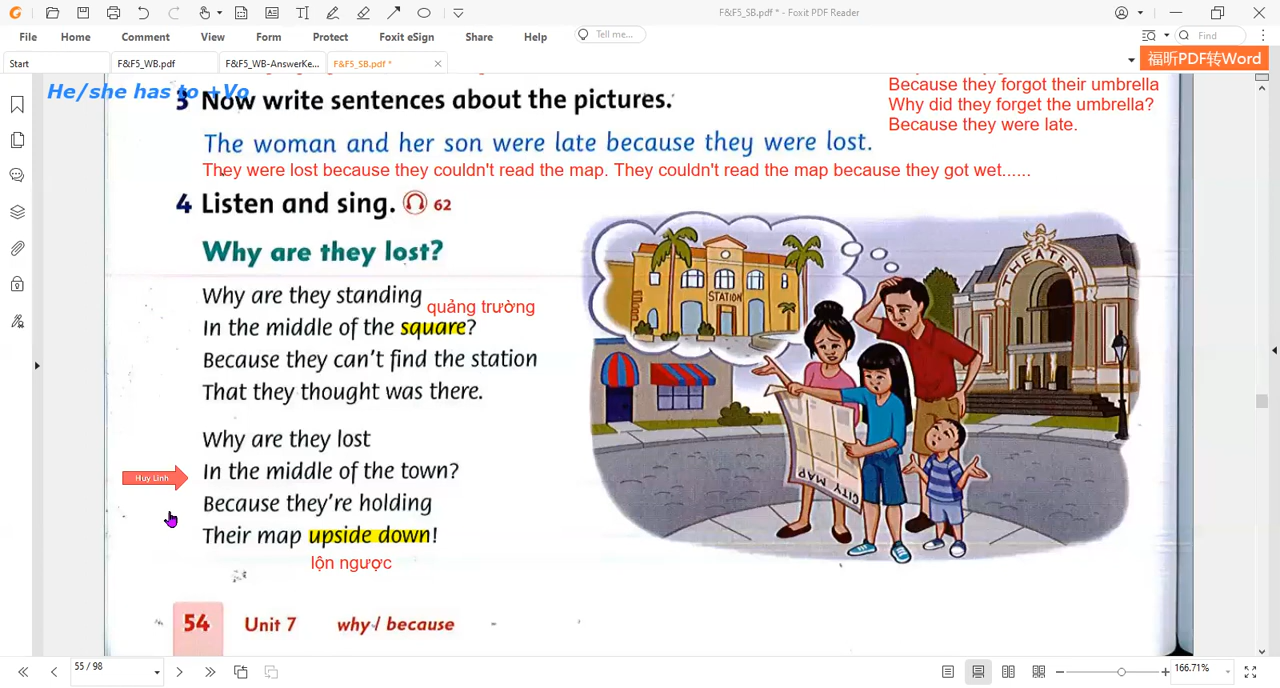 F&F5_SB.pdf * - Foxit PDF Reader
File Home Comment View Form Protect Foxit eSign Share Help Tell me... Find
Start F&F5_WB.pdf F&F5_WB-AnswerKe... F&F5_SB.pdf *
福昕PDF转Word
He/she has to +Vo
Because they forgot their umbrella
Why did they forget the umbrella?
Because they were late.
3 Now write sentences about the pictures.
The woman and her son were late because they were lost.
They were lost because they couldn't read the map. They couldn't read the map because they got wet......
4 Listen and sing. 62
Why are they lost?
Why are they standing
quảng trường
In the middle of the square?
Because they can't find the station
That they thought was there.
Why are they lost
Huy Linh
In the middle of the town?
Because they're holding
Their map upside down!
lộn ngược
STATION
THEATER
CITY MAP
54 Unit 7 why / because
55 / 98
166.71%